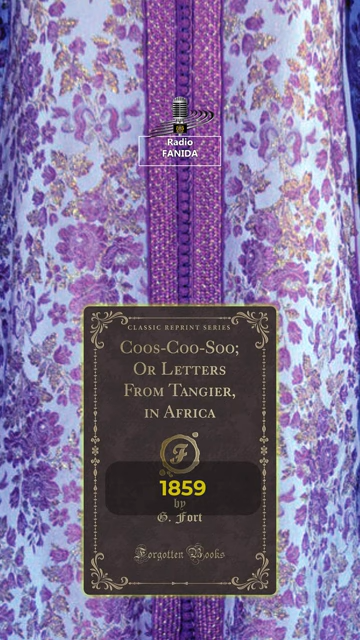 Radio
FANIDA
CLASSIC REPRINT SERIES
Coos-Coo-Soo;
Or Letters
From Tangier,
in Africa
F
1859
by
G. Fort
Forgotten Books